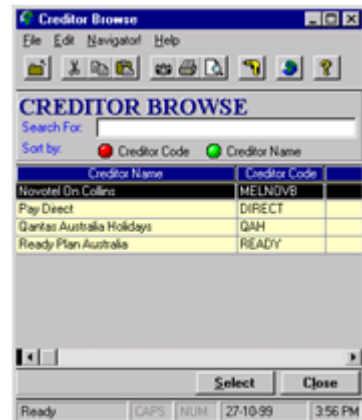 Creditor Browse
File Edit Navigator! Help
CREDITOR BROWSE
Search For:
Sort by: Creditor Code Creditor Name
Creditor Name Creditor Code
Novotel On Collins MELNOVB
Pay Direct DIRECT
Qantas Australia Holidays QAH
Ready Plan Australia READY
Select Close
Ready CAPS NUM 27-10-99 3:56 PM